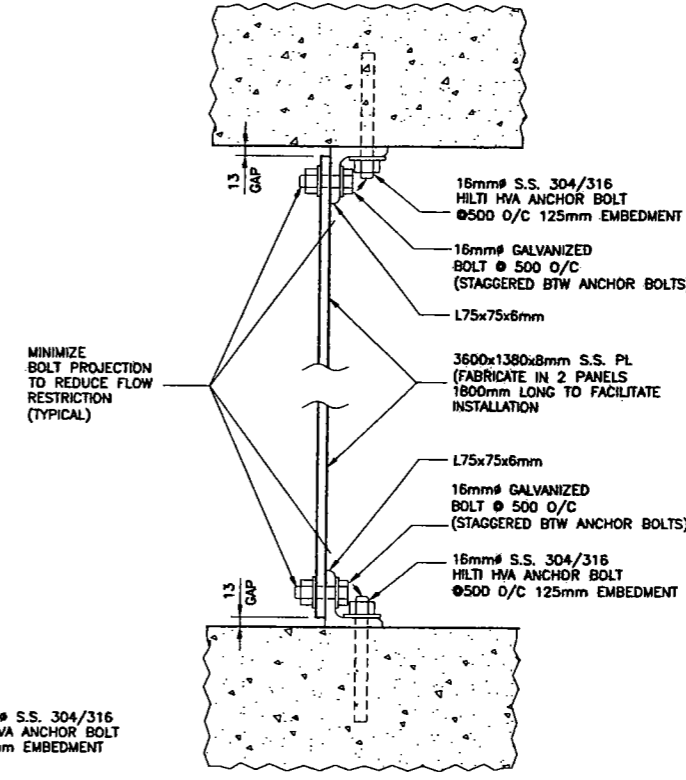 13
GAP
16mmø S.S. 304/316
HILTI HVA ANCHOR BOLT
@500 O/C 125mm EMBEDMENT
16mmø GALVANIZED
BOLT @ 500 O/C
(STAGGERED BTW ANCHOR BOLTS
L75x75x6mm
MINIMIZE
BOLT PROJECTION
TO REDUCE FLOW
RESTRICTION
(TYPICAL)
3600x1380x8mm S.S. PL
(FABRICATE IN 2 PANELS
1800mm LONG TO FACILITATE
INSTALLATION
L75x75x6mm
16mmø GALVANIZED
BOLT @ 500 O/C
(STAGGERED BTW ANCHOR BOLTS)
16mmø S.S. 304/316
HILTI HVA ANCHOR BOLT
@500 O/C 125mm EMBEDMENT
13
GAP
ø S.S. 304/316
VA ANCHOR BOLT
m EMBEDMENT